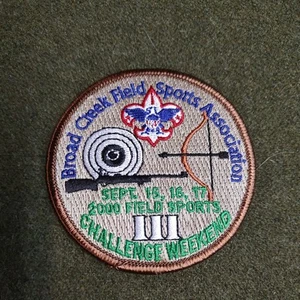 Broad Creek Field Sports Association
SEPT. 15, 16, 17
2000 FIELD SPORTS
III
CHALLENGE WEEKEND